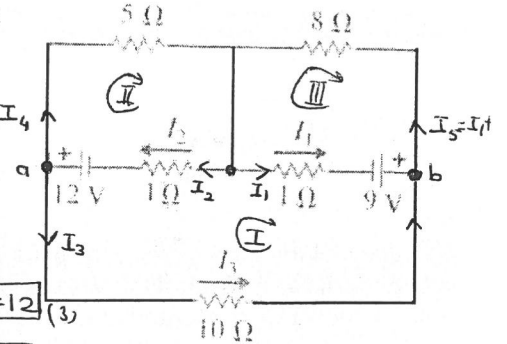 5 Ω 8 Ω
II III
I4 I2 I1 I5=I1+
a + + b
12 V 1Ω I2 I1 1 Ω 9 V
I3 I
I3
=12 (3)
10 Ω